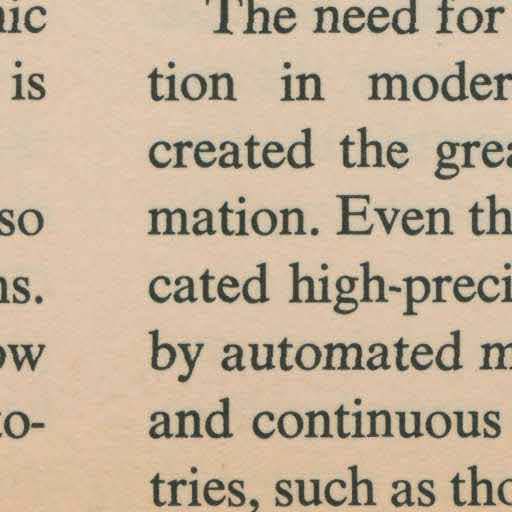 nic
is
so
ns.
ow
to-
The need for
tion in moder
created the grea
mation. Even th
cated high-preci
by automated m
and continuous
tries, such as tho